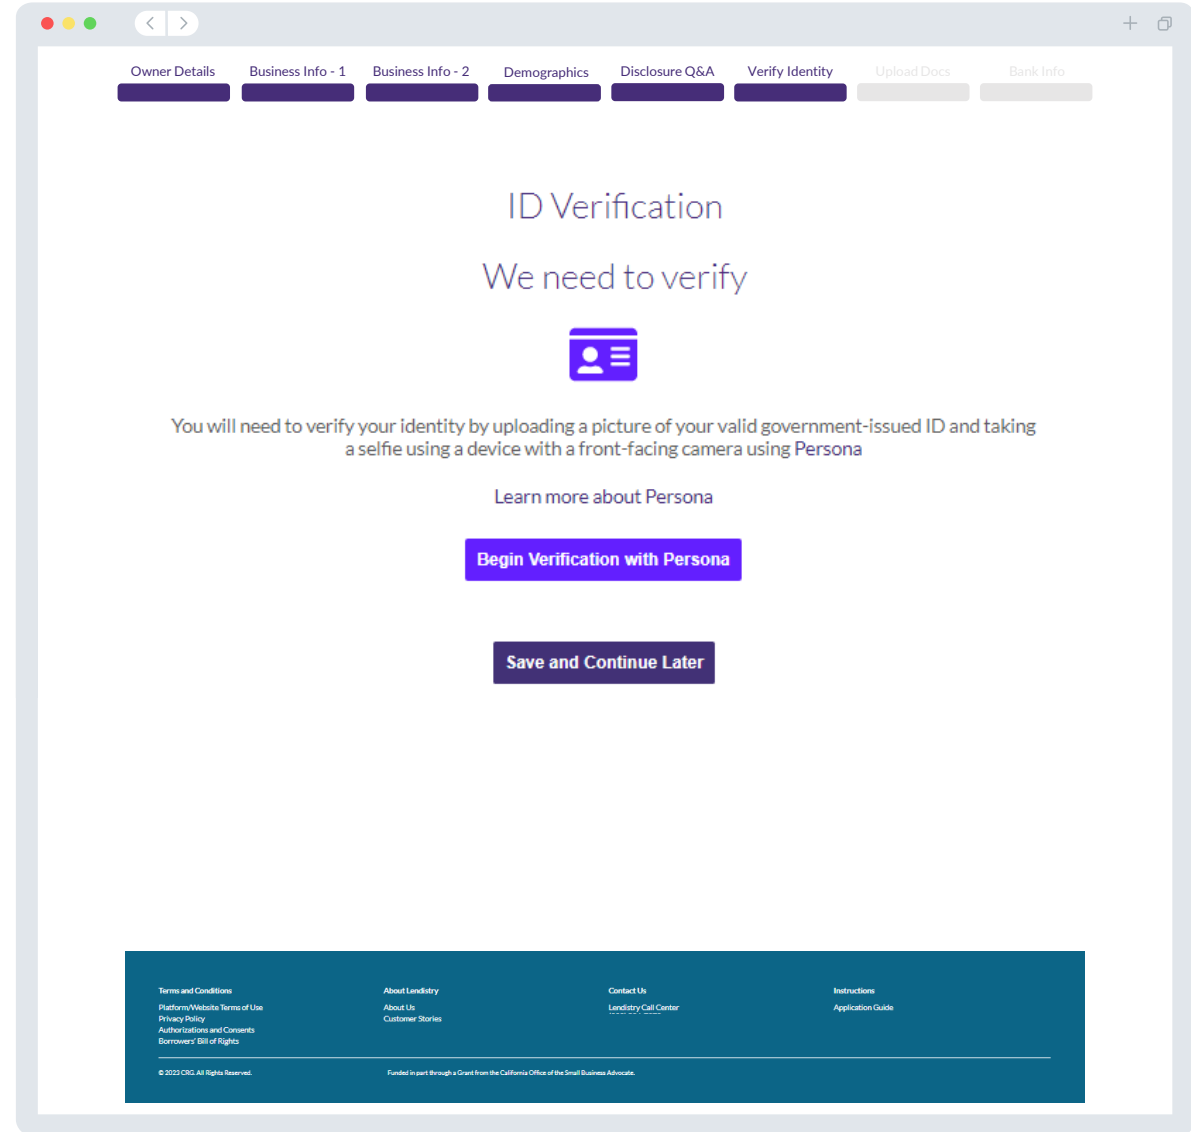 Owner Details
Business Info - 1
Business Info - 2
Demographics
Disclosure Q&A
Verify Identity
Upload Docs
Bank Info
ID Verification
We need to verify
You will need to verify your identity by uploading a picture of your valid government-issued ID and taking
a selfie using a device with a front-facing camera using Persona
Learn more about Persona
Begin Verification with Persona
Save and Continue Later
Terms and Conditions
Platform/Website Terms of Use
Privacy Policy
Authorizations and Consents
Borrowers' Bill of Rights
About Lendistry
About Us
Customer Stories
Contact Us
Lendistry Call Center
Instructions
Application Guide
© 2023 CRG. All Rights Reserved.
Funded in part through a Grant from the California Office of the Small Business Advocate.